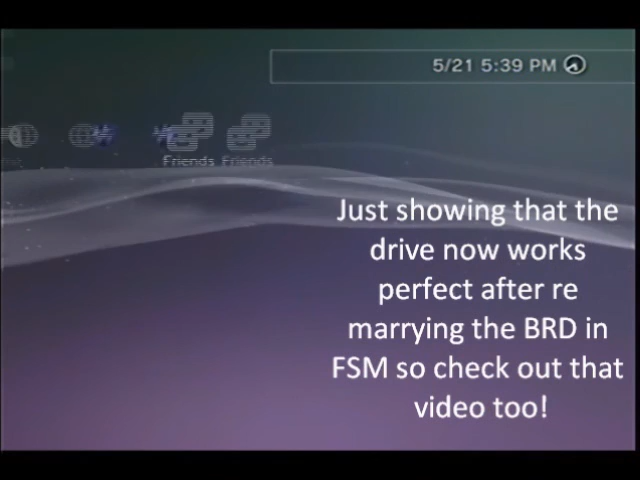 5/21 5:39 PM
Friends Friends
Just showing that the
drive now works
perfect after re
marrying the BRD in
FSM so check out that
video too!